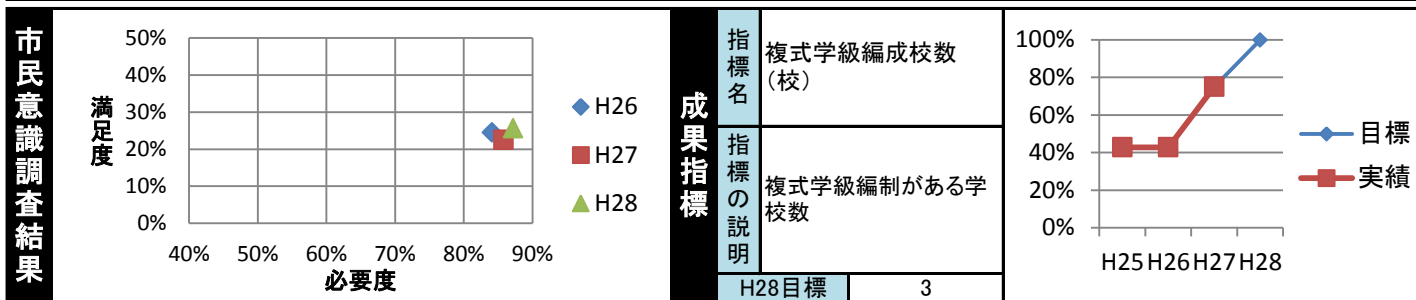 市民意識調査結果
満足度
50%
40%
30%
20%
10%
0%
40% 50% 60% 70% 80% 90%
必要度
H26
H27
H28
成果指標
指標名
複式学級編成校数
（校）
指標の説明
複式学級編制がある学
校数
H28目標 3
100%
80%
60%
40%
20%
0%
H25 H26 H27 H28
目標
実績